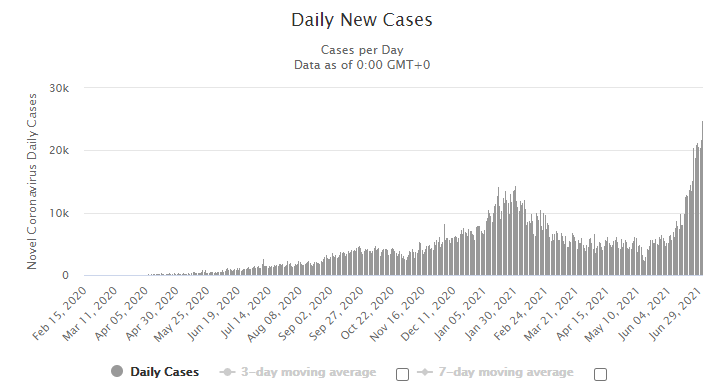 Daily New Cases
Cases per Day
Data as of 0:00 GMT+0
Novel Coronavirus Daily Cases
30k
20k
10k
0
Feb 15, 2020
Mar 11, 2020
Apr 05, 2020
Apr 30, 2020
May 25, 2020
Jun 19, 2020
Jul 14, 2020
Aug 08, 2020
Sep 02, 2020
Sep 27, 2020
Oct 22, 2020
Nov 16, 2020
Dec 11, 2020
Jan 05, 2021
Jan 30, 2021
Feb 24, 2021
Mar 21, 2021
Apr 15, 2021
May 10, 2021
Jun 04, 2021
Jun 29, 2021
Daily Cases 3-day moving average 7-day moving average